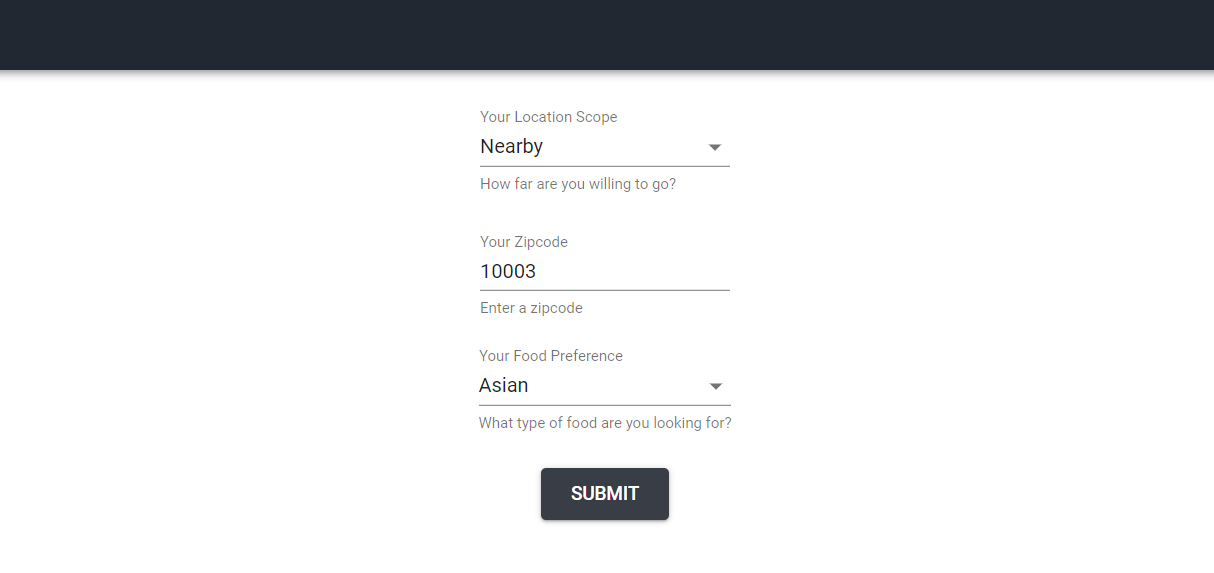 Your Location Scope
Nearby
How far are you willing to go?
Your Zipcode
10003
Enter a zipcode
Your Food Preference
Asian
What type of food are you looking for?
SUBMIT